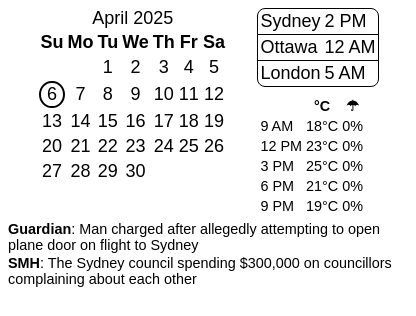 April 2025
Su Mo Tu We Th Fr Sa
1 2 3 4 5
6 7 8 9 10 11 12
13 14 15 16 17 18 19
20 21 22 23 24 25 26
27 28 29 30
Sydney 2 PM
Ottawa 12 AM
London 5 AM
°C ☂
9 AM 18°C 0%
12 PM 23°C 0%
3 PM 25°C 0%
6 PM 21°C 0%
9 PM 19°C 0%
Guardian: Man charged after allegedly attempting to open
plane door on flight to Sydney
SMH: The Sydney council spending $300,000 on councillors
complaining about each other